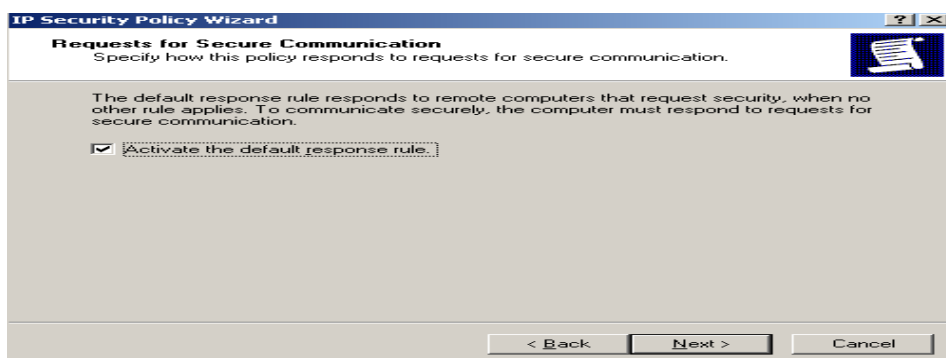 IP Security Policy Wizard
Requests for Secure Communication
Specify how this policy responds to requests for secure communication.
The default response rule responds to remote computers that request security, when no
other rule applies. To communicate securely, the computer must respond to requests for
secure communication.
Activate the default response rule.
< Back Next > Cancel